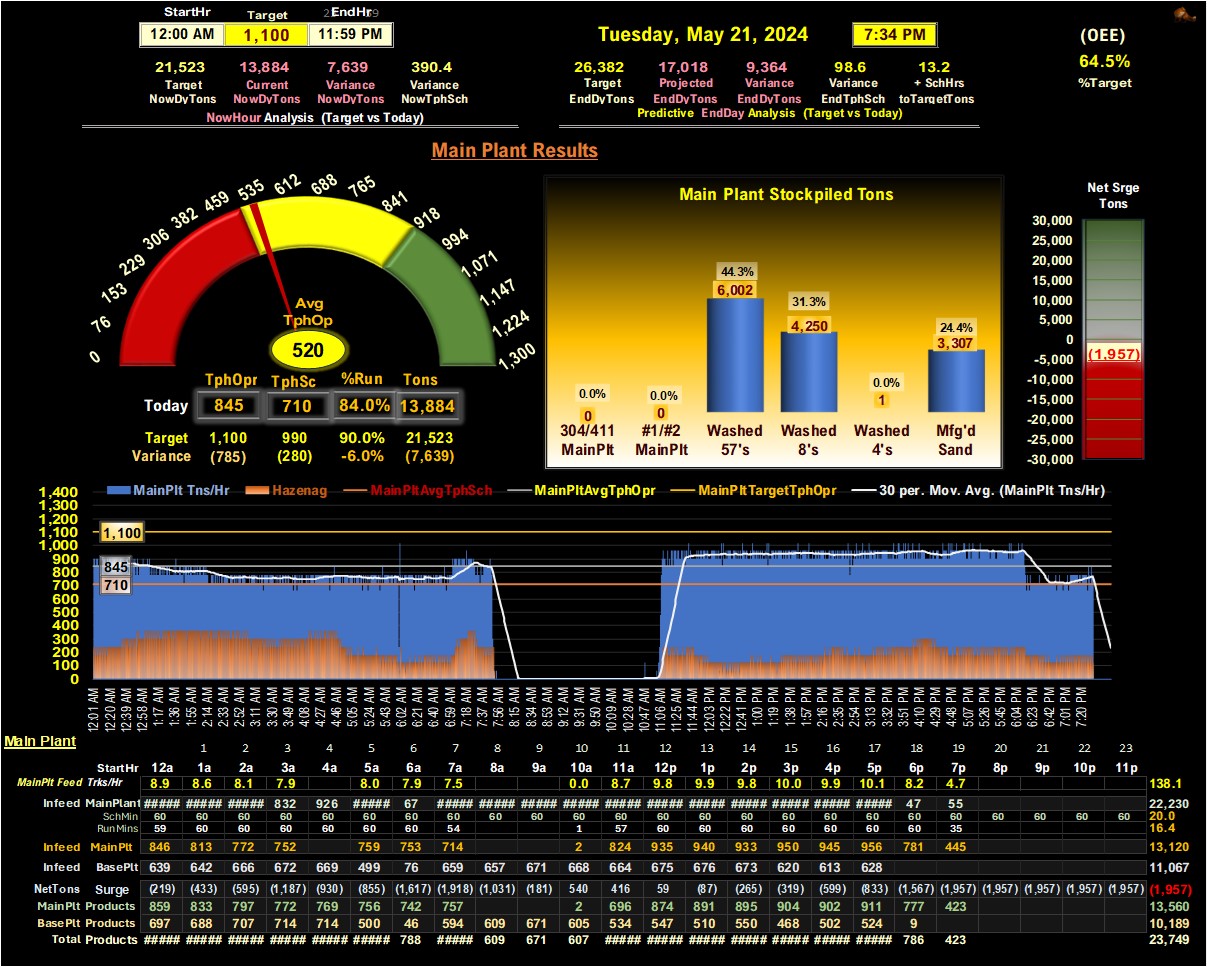 StartHr Target EndHr
12:00 AM 1,100 11:59 PM
Tuesday, May 21, 2024 7:34 PM
(OEE)
64.5%
%Target
21,523 13,884 7,639 390.4
Target Current Variance Variance
NowDyTons NowDyTons NowDyTons NowTphSch
NowHour Analysis (Target vs Today)
26,382 17,018 9,364 98.6 13.2
Target Projected Variance Variance + SchHrs
EndDyTons EndDyTons EndDyTons EndTphSch toTargetTons
Predictive EndDay Analysis (Target vs Today)
Main Plant Results
0 76 153 229 306 382 459 535 612 688 765 841 918 994 1,071 1,147 1,224 1,300
Avg
TphOp
520
TphOpr TphSc %Run Tons
Today 845 710 84.0% 13,884
Target 1,100 990 90.0% 21,523
Variance (785) (280) -6.0% (7,639)
Main Plant Stockpiled Tons
0.0% 0.0% 44.3% 31.3% 0.0% 24.4%
0 0 6,002 4,250 1 3,307
304/411 #1/#2 Washed Washed Washed Mfg'd
MainPlt MainPlt 57's 8's 4's Sand
Net Srge
Tons
30,000
25,000
20,000
15,000
10,000
5,000
0
-5,000
-10,000
-15,000
-20,000
-25,000
-30,000
(1,957)
MainPlt Tns/Hr Hazenag MainPltAvgTphSch MainPltAvgTphOpr MainPltTargetTphOpr 30 per. Mov. Avg. (MainPlt Tns/Hr)
1,400
1,300
1,200
1,100
1,000
900
800
700
600
500
400
300
200
100
0
1,100
845
710
12:01 AM 12:20 AM 12:39 AM 12:58 AM 1:17 AM 1:36 AM 1:55 AM 2:14 AM 2:33 AM 2:52 AM 3:11 AM 3:30 AM 3:49 AM 4:08 AM 4:27 AM 4:46 AM 5:05 AM 5:24 AM 5:43 AM 6:02 AM 6:21 AM 6:40 AM 6:59 AM 7:18 AM 7:37 AM 7:56 AM 8:15 AM 8:34 AM 8:53 AM 9:12 AM 9:31 AM 9:50 AM 10:09 AM 10:28 AM 10:47 AM 11:06 AM 11:25 AM 11:44 AM 12:03 PM 12:22 PM 12:41 PM 1:00 PM 1:19 PM 1:38 PM 1:57 PM 2:16 PM 2:35 PM 2:54 PM 3:13 PM 3:32 PM 3:51 PM 4:10 PM 4:29 PM 4:48 PM 5:07 PM 5:26 PM 5:45 PM 6:04 PM 6:23 PM 6:42 PM 7:01 PM 7:20 PM
Main Plant
1 2 3 4 5 6 7 8 9 10 11 12 13 14 15 16 17 18 19 20 21 22 23
StartHr 12a 1a 2a 3a 4a 5a 6a 7a 8a 9a 10a 11a 12p 1p 2p 3p 4p 5p 6p 7p 8p 9p 10p 11p
MainPlt Feed Trks/Hr 8.9 8.6 8.1 7.9 8.0 7.9 7.5 0.0 8.7 9.8 9.9 9.8 10.0 9.9 10.1 8.2 4.7 138.1
Infeed MainPlant ##### ##### ##### 832 926 ##### 67 ##### ##### ##### ##### ##### ##### ##### ##### ##### ##### ##### 47 55 22,230
SchMin 60 60 60 60 60 60 60 60 60 60 60 60 60 60 60 60 60 60 60 60 60 60 60 20.0
RunMins 59 60 60 60 60 60 60 54 1 57 60 60 60 60 60 60 60 35 16.4
Infeed MainPlt 846 813 772 752 759 753 714 2 824 935 940 933 950 945 956 781 445 13,120
Infeed BasePlt 639 642 666 672 669 499 76 659 657 671 668 664 675 676 673 620 613 628 11,067
NetTons Surge (219) (433) (595) (1,187) (930) (855) (1,617) (1,918) (1,031) (181) 540 416 59 (87) (265) (319) (599) (833) (1,567) (1,957) (1,957) (1,957) (1,957) (1,957) (1,957)
MainPlt Products 859 833 797 772 769 756 742 757 2 696 874 891 895 904 902 911 777 423 13,560
BasePlt Products 697 688 707 714 714 500 46 594 609 671 605 534 547 510 550 468 502 524 9 10,189
Total Products ##### ##### ##### ##### ##### ##### 788 ##### 609 671 607 ##### ##### ##### ##### ##### ##### ##### 786 423 23,749